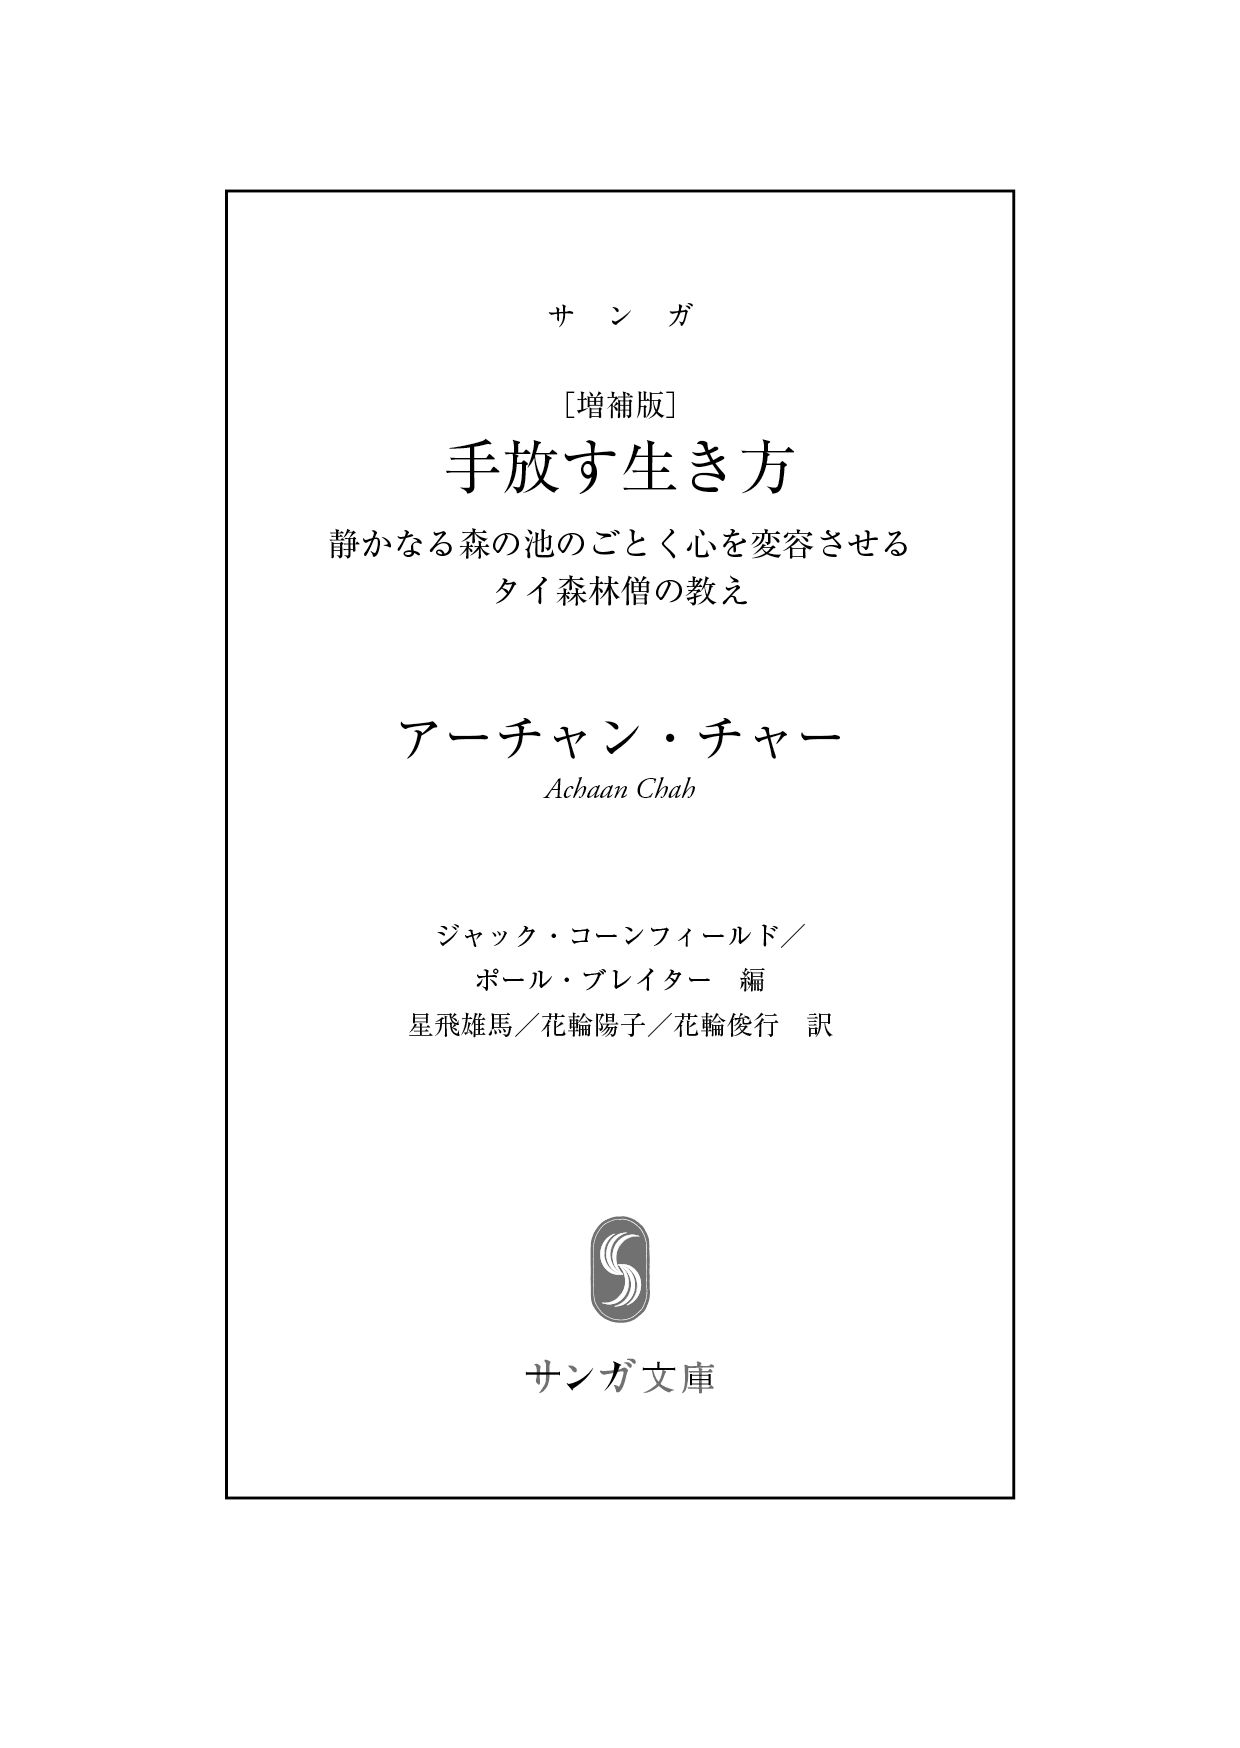 サンガ
［増補版］
手放す生き方
静かなる森の池のごとく心を変容させる
タイ森林僧の教え
アーチャン・チャー
Achaan Chah
ジャック・コーンフィールド／
ポール・ブレイター　編
星飛雄馬／花輪陽子／花輪俊行　訳
サンガ文庫